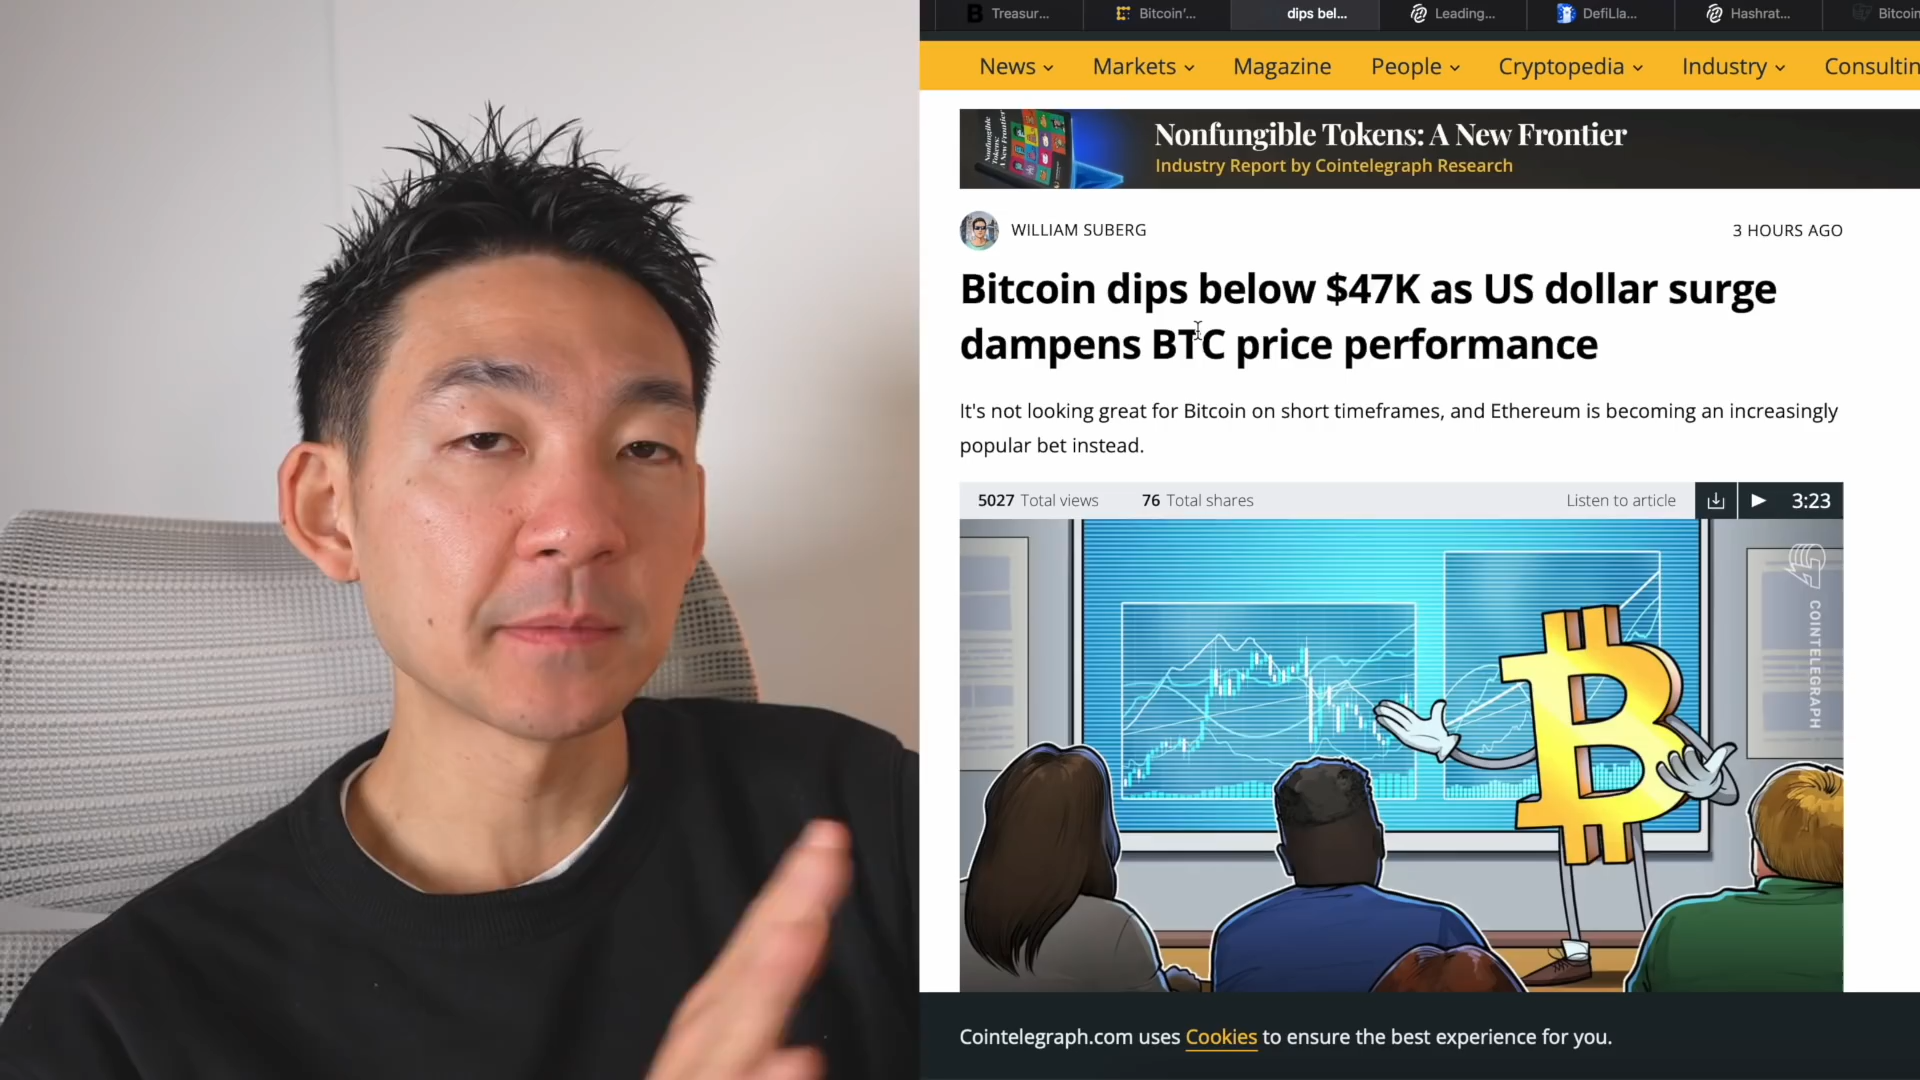 Treasur...
Bitcoin'...
dips bel...
Leading...
DefiLla...
Hashrat...
Bitcoin
News
Markets
Magazine
People
Cryptopedia
Industry
Consultin
Nonfungible Tokens: A New Frontier
Industry Report by Cointelegraph Research
Nonfungible
Tokens:
A New Frontier
WILLIAM SUBERG
3 HOURS AGO
Bitcoin dips below $47K as US dollar surge
dampens BTC price performance
It's not looking great for Bitcoin on short timeframes, and Ethereum is becoming an increasingly
popular bet instead.
5027 Total views
76 Total shares
Listen to article
3:23
COINTELEGRAPH
Cointelegraph.com uses Cookies to ensure the best experience for you.